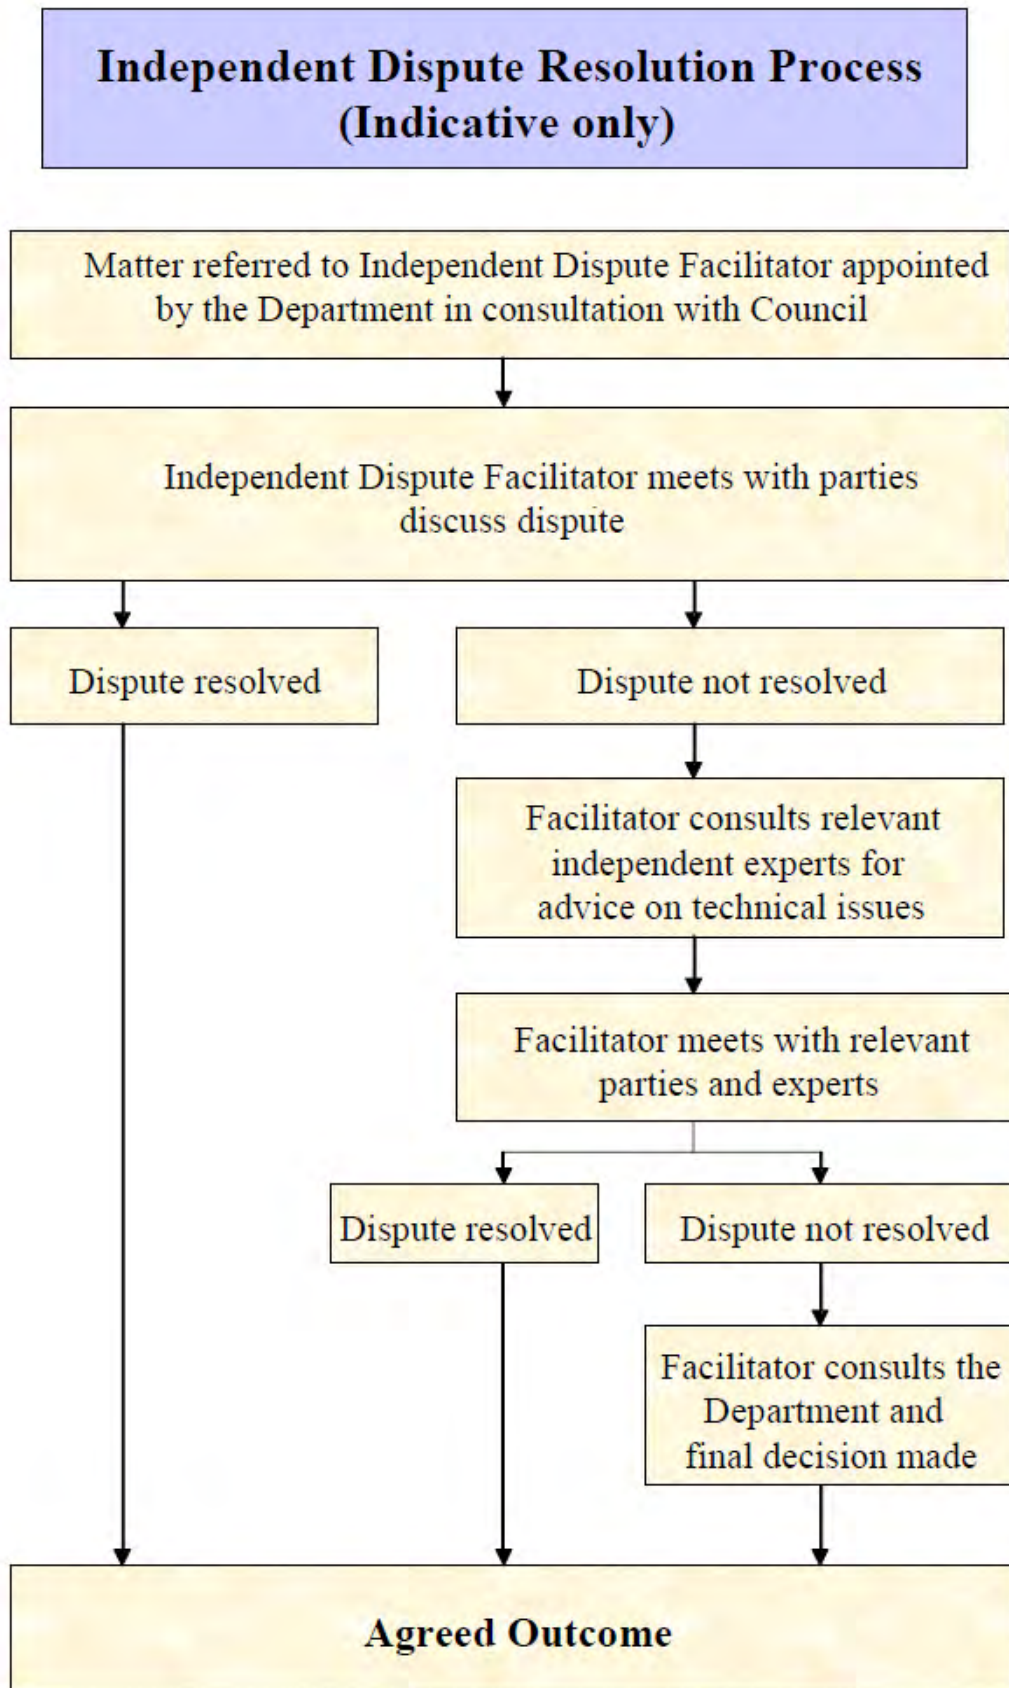 Independent Dispute Resolution Process
(Indicative only)
Matter referred to Independent Dispute Facilitator appointed
by the Department in consultation with Council
Independent Dispute Facilitator meets with parties
discuss dispute
Dispute resolved
Dispute not resolved
Facilitator consults relevant
independent experts for
advice on technical issues
Facilitator meets with relevant
parties and experts
Dispute resolved
Dispute not resolved
Facilitator consults the
Department and
final decision made
Agreed Outcome